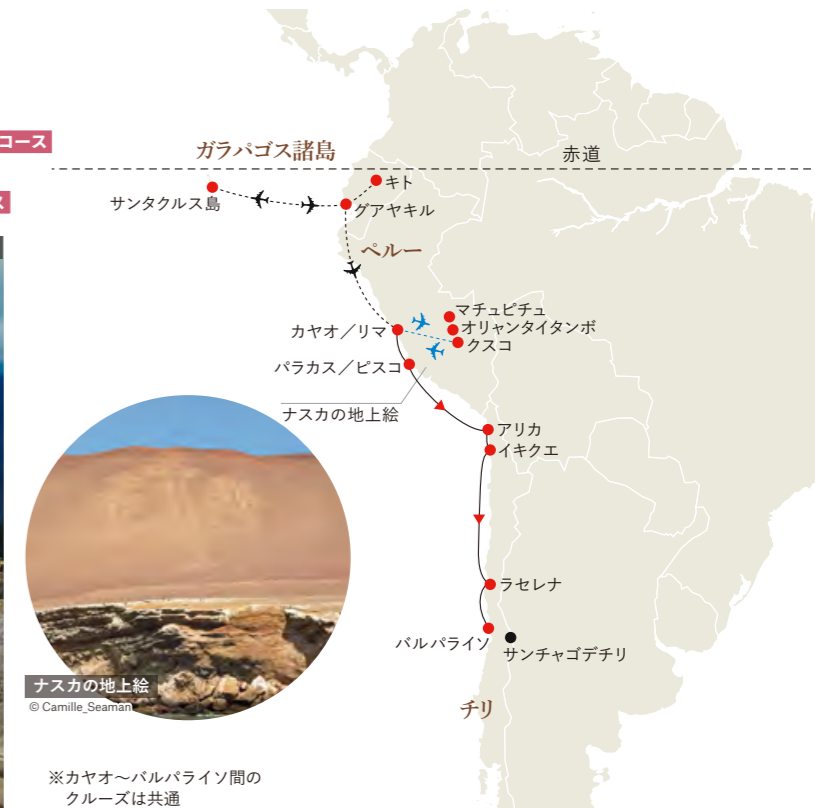 コース
ス
ガラパゴス諸島
赤道
キト
サンタクルス島
グアヤキル
ペルー
マチュピチュ
オリャンタイタンボ
カヤオ／リマ
クスコ
パラカス／ピスコ
ナスカの地上絵
アリカ
イキクエ
ラセレナ
バルパライソ
サンチャゴデチリ
チリ
ナスカの地上絵
© Camille_Seaman
※カヤオ～バルパライソ間の
クルーズは共通